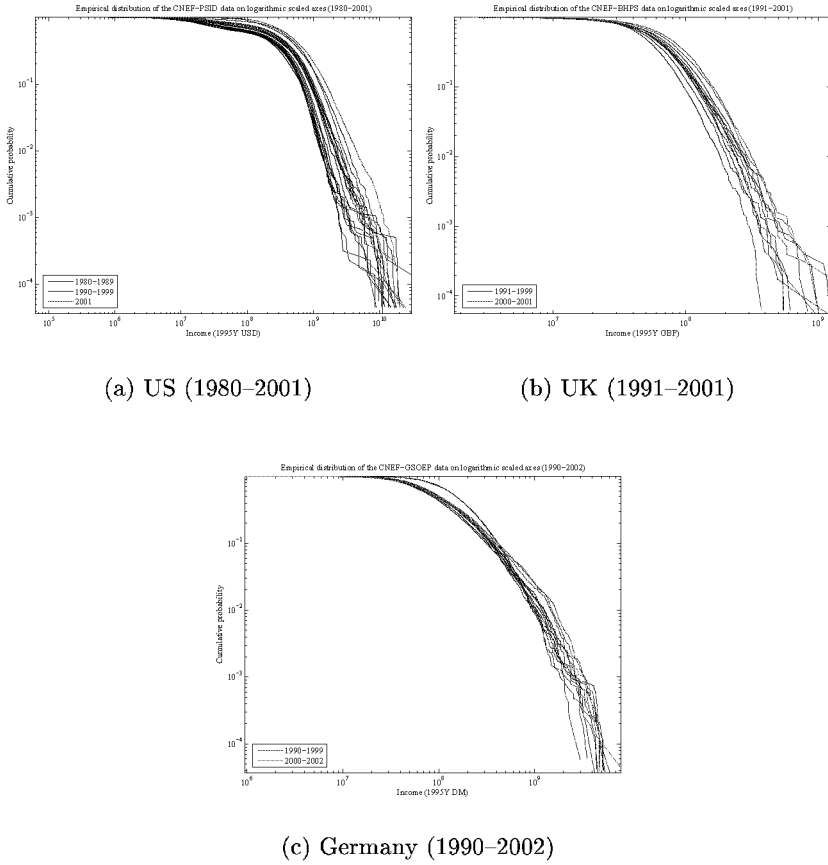 Empirical distribution of the CNEF-PSID data on logarithmic scaled axes (1980-2001)
Cumulative probability
10^-1
10^-2
10^-3
10^-4
1980-1989
1990-1999
2001
10^5 10^6 10^7 10^8 10^9 10^10
Income (1995Y USD)
(a) US (1980–2001)
Empirical distribution of the CNEF-BHPS data on logarithmic scaled axes (1991-2001)
Cumulative probability
10^-1
10^-2
10^-3
10^-4
1991-1999
2000-2001
10^7 10^8 10^9
Income (1995Y GBP)
(b) UK (1991–2001)
Empirical distribution of the CNEF-GSOEP data on logarithmic scaled axes (1990-2002)
Cumulative probability
10^-1
10^-2
10^-3
10^-4
1990-1999
2000-2002
10^6 10^7 10^8 10^9
Income (1995Y DM)
(c) Germany (1990–2002)